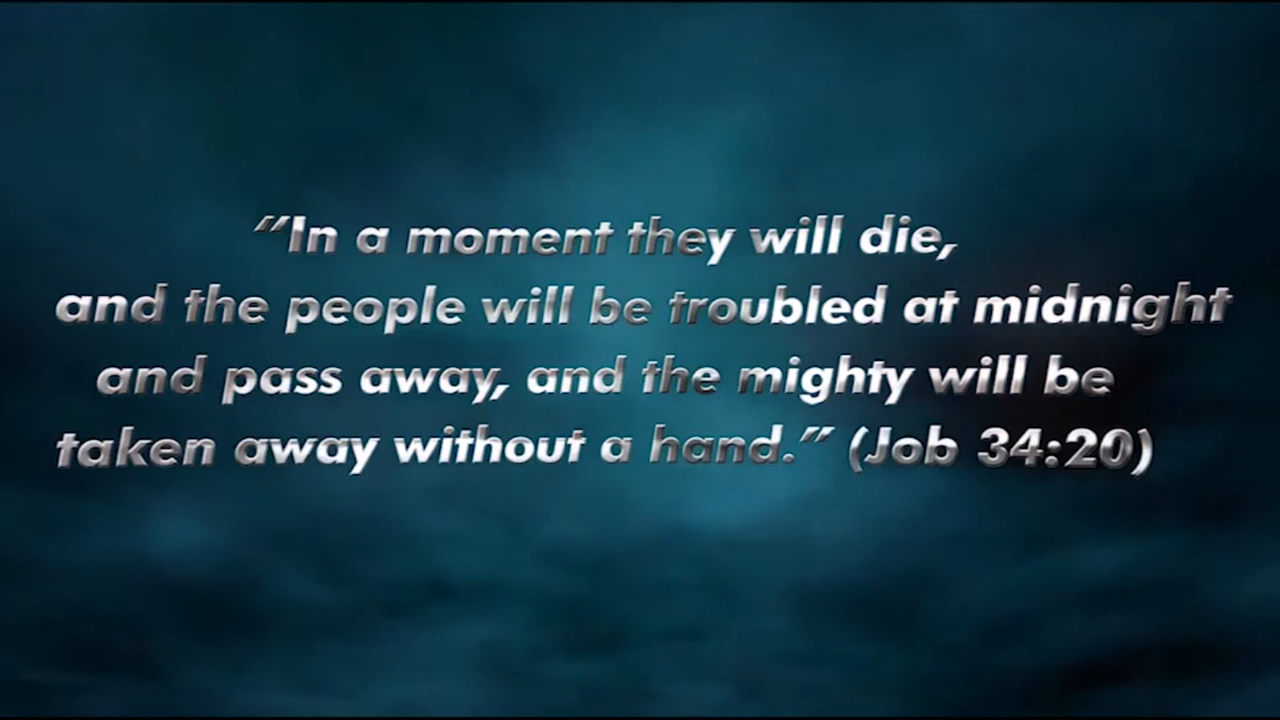 “In a moment they will die,
and the people will be troubled at midnight
and pass away, and the mighty will be
taken away without a hand.” (Job 34:20)